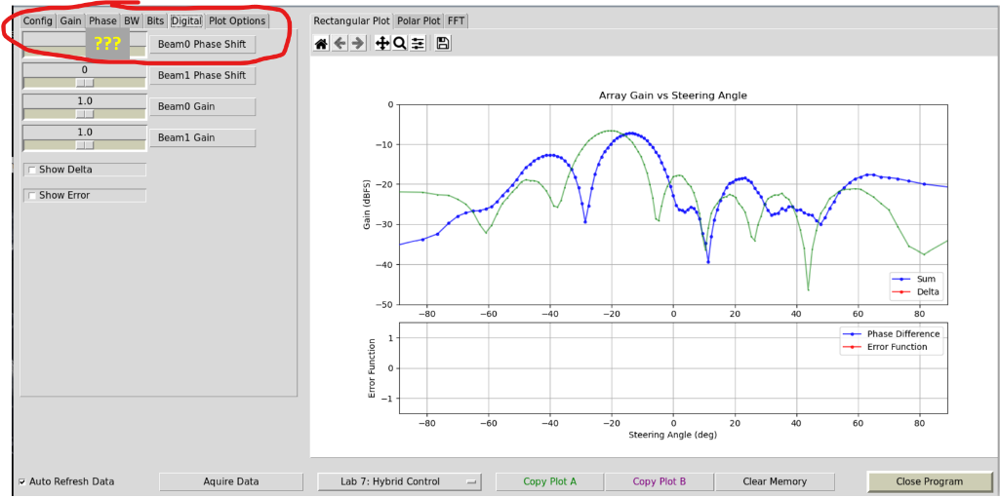 Config Gain Phase BW Bits Digital Plot Options
???
Beam0 Phase Shift
0
Beam1 Phase Shift
1.0
Beam0 Gain
1.0
Beam1 Gain
Show Delta
Show Error
Rectangular Plot Polar Plot FFT
Array Gain vs Steering Angle
Gain (dBFS)
0
−10
−20
−30
−40
−50
−80 −60 −40 −20 0 20 40 60 80
Sum
Delta
Error Function
1
0
−1
Phase Difference
Error Function
−80 −60 −40 −20 0 20 40 60 80
Steering Angle (deg)
Auto Refresh Data
Aquire Data
Lab 7: Hybrid Control
Copy Plot A
Copy Plot B
Clear Memory
Close Program